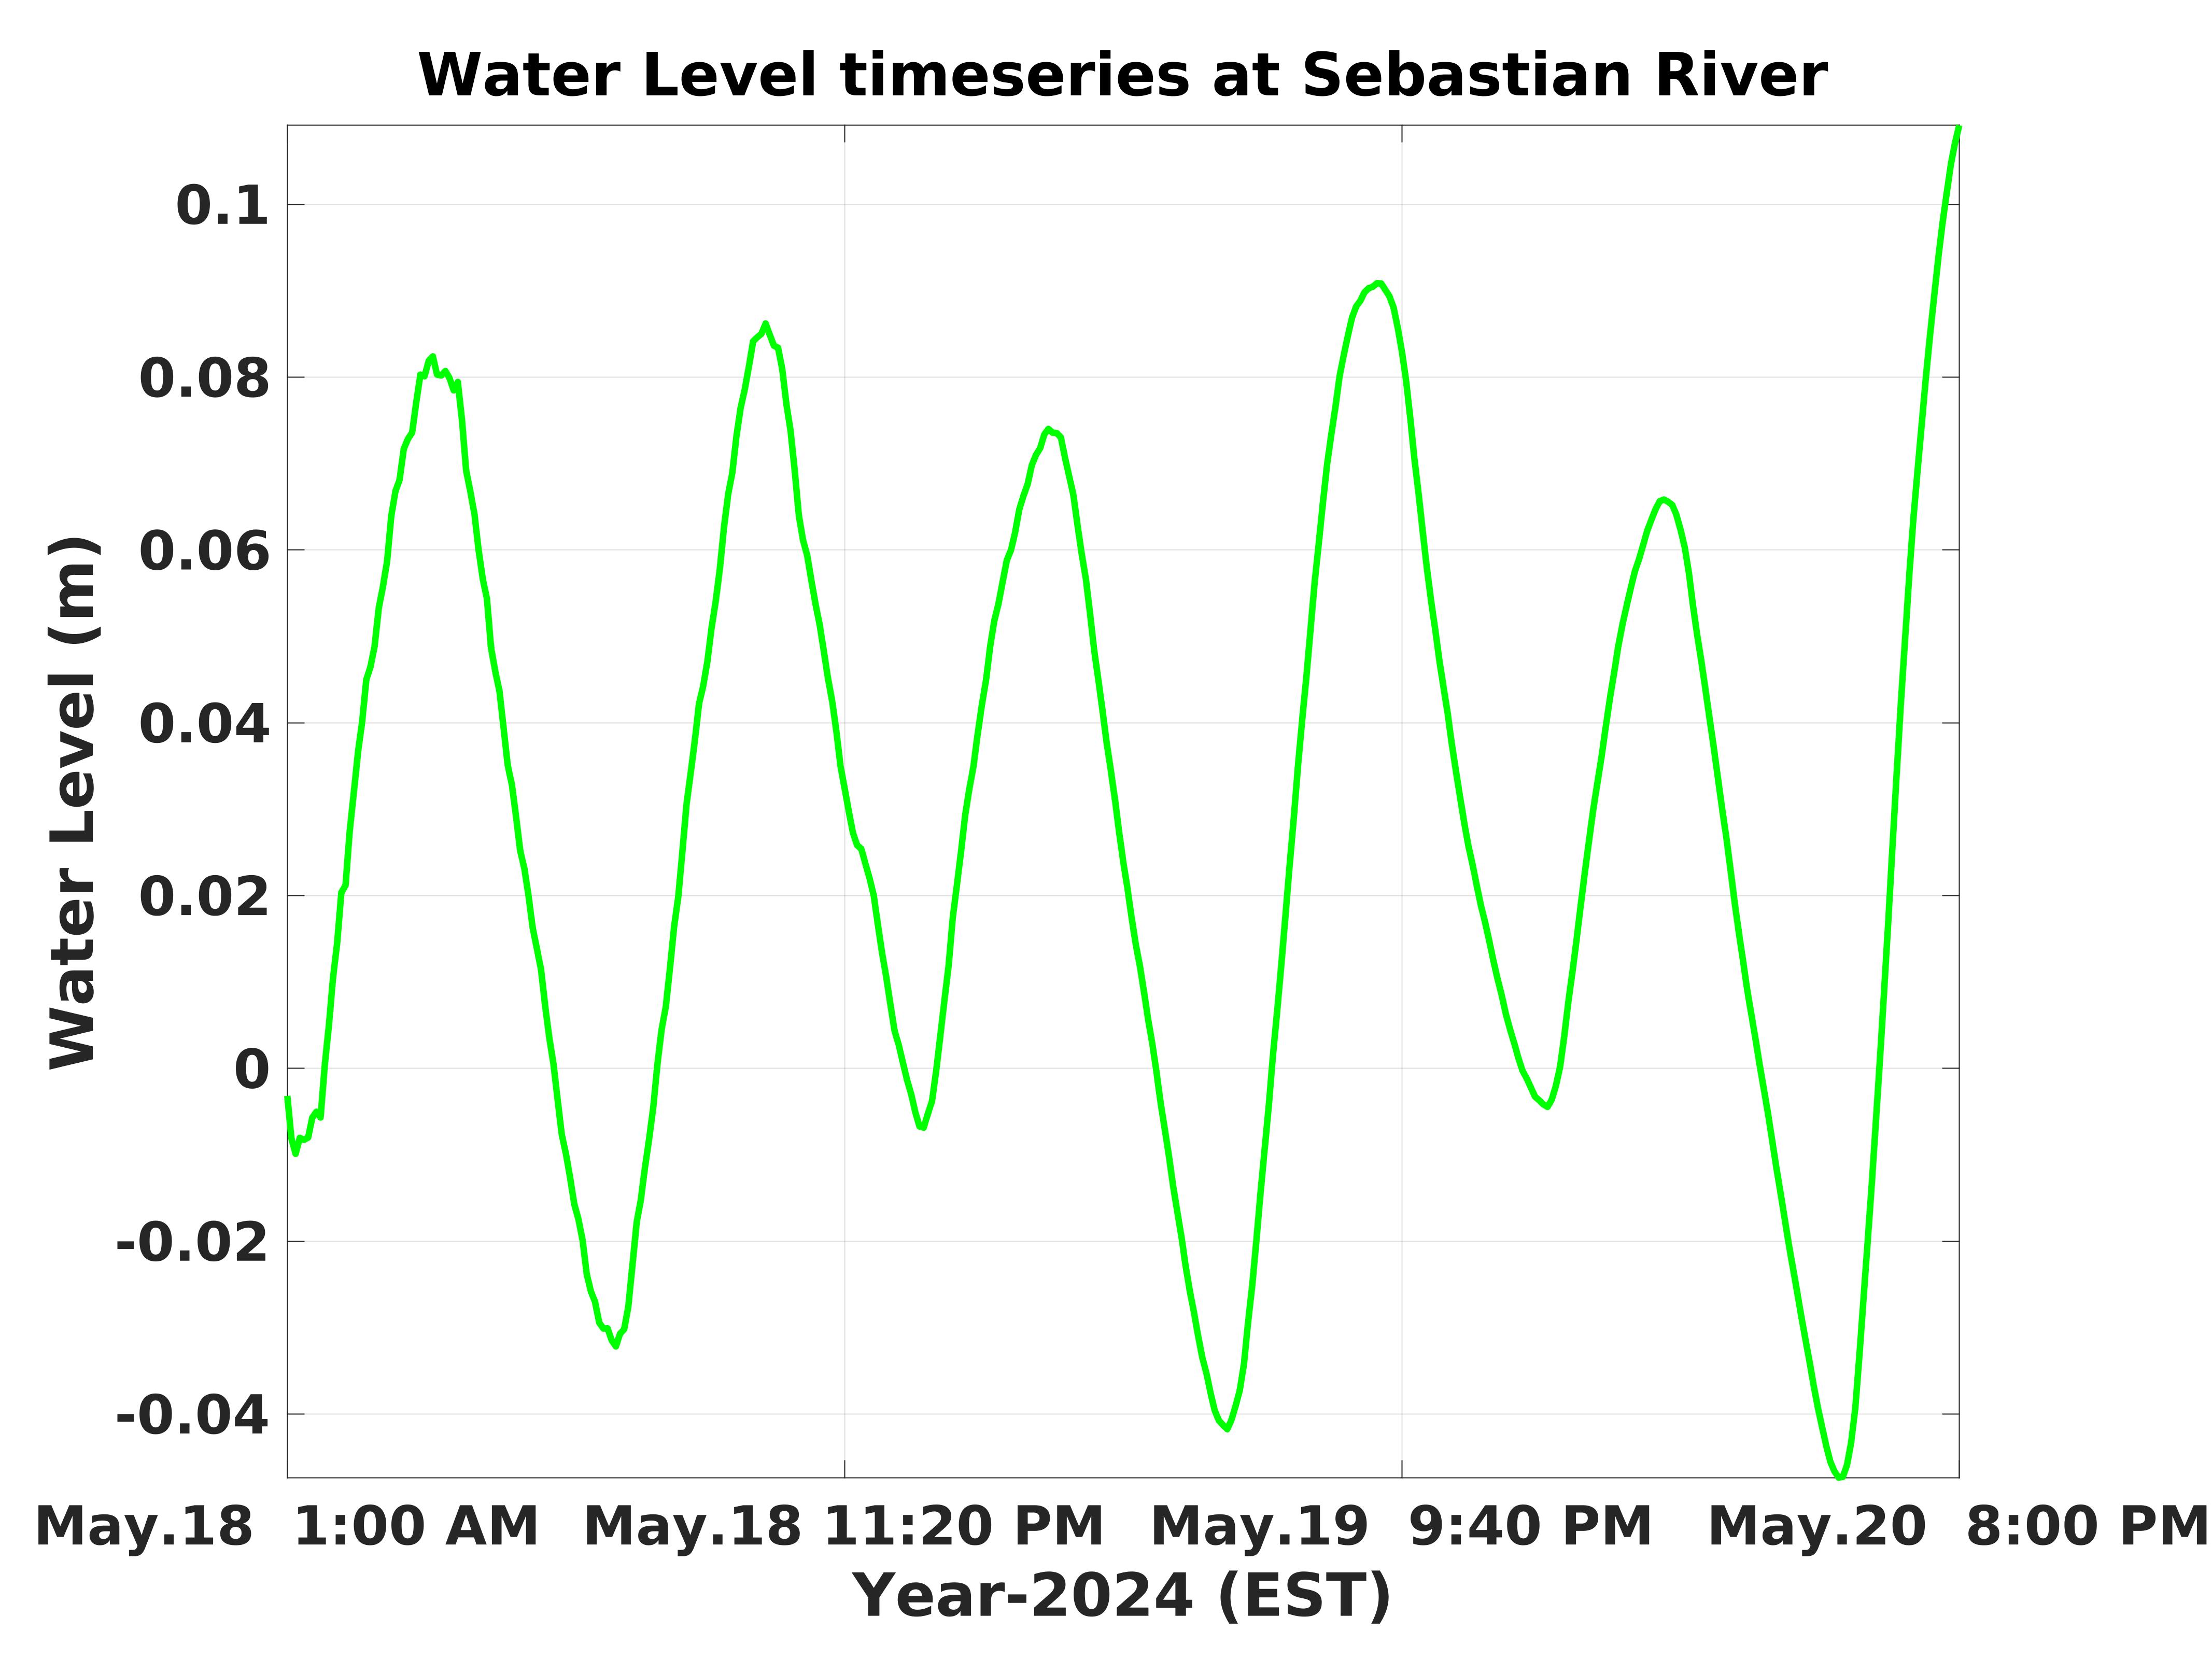 Water Level timeseries at Sebastian River
Water Level (m)
0.1
0.08
0.06
0.04
0.02
0
-0.02
-0.04
May.18 1:00 AM May.18 11:20 PM May.19 9:40 PM May.20 8:00 PM
Year-2024 (EST)